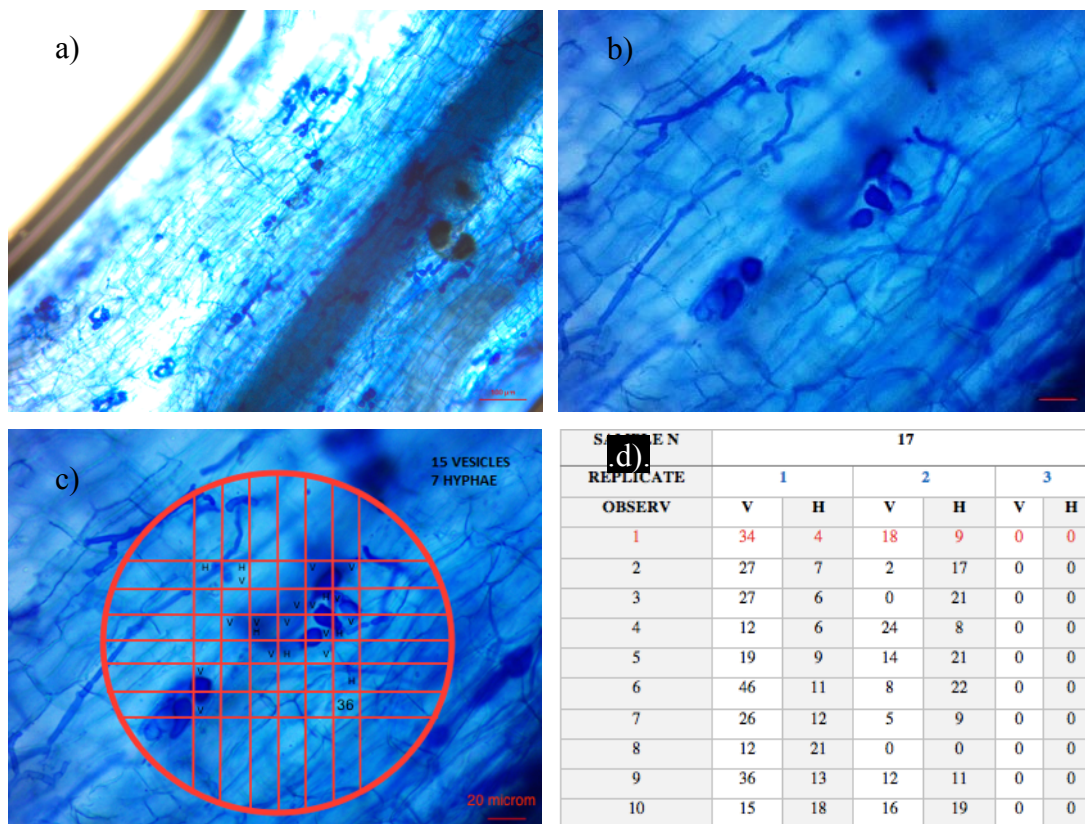 a)
b)
c)
15 VESICLES
7 HYPHAE
H H V V
V
H
V V V
V V V V
H V H
V H V
V
H
V
36
20 microm
.d).
SAMPLE N 17
REPLICATE 1 2 3
OBSERV V H V H V H
1 34 4 18 9 0 0
2 27 7 2 17 0 0
3 27 6 0 21 0 0
4 12 6 24 8 0 0
5 19 9 14 21 0 0
6 46 11 8 22 0 0
7 26 12 5 9 0 0
8 12 21 0 0 0 0
9 36 13 12 11 0 0
10 15 18 16 19 0 0